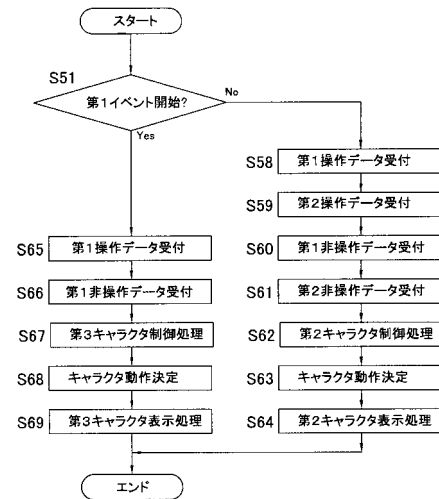 スタート
S51
第1イベント開始?
No
Yes
S58 第1操作データ受付
S59 第2操作データ受付
S65 第1操作データ受付
S60 第1非操作データ受付
S66 第1非操作データ受付
S61 第2非操作データ受付
S67 第3キャラクタ制御処理
S62 第2キャラクタ制御処理
S68 キャラクタ動作決定
S63 キャラクタ動作決定
S69 第3キャラクタ表示処理
S64 第2キャラクタ表示処理
エンド